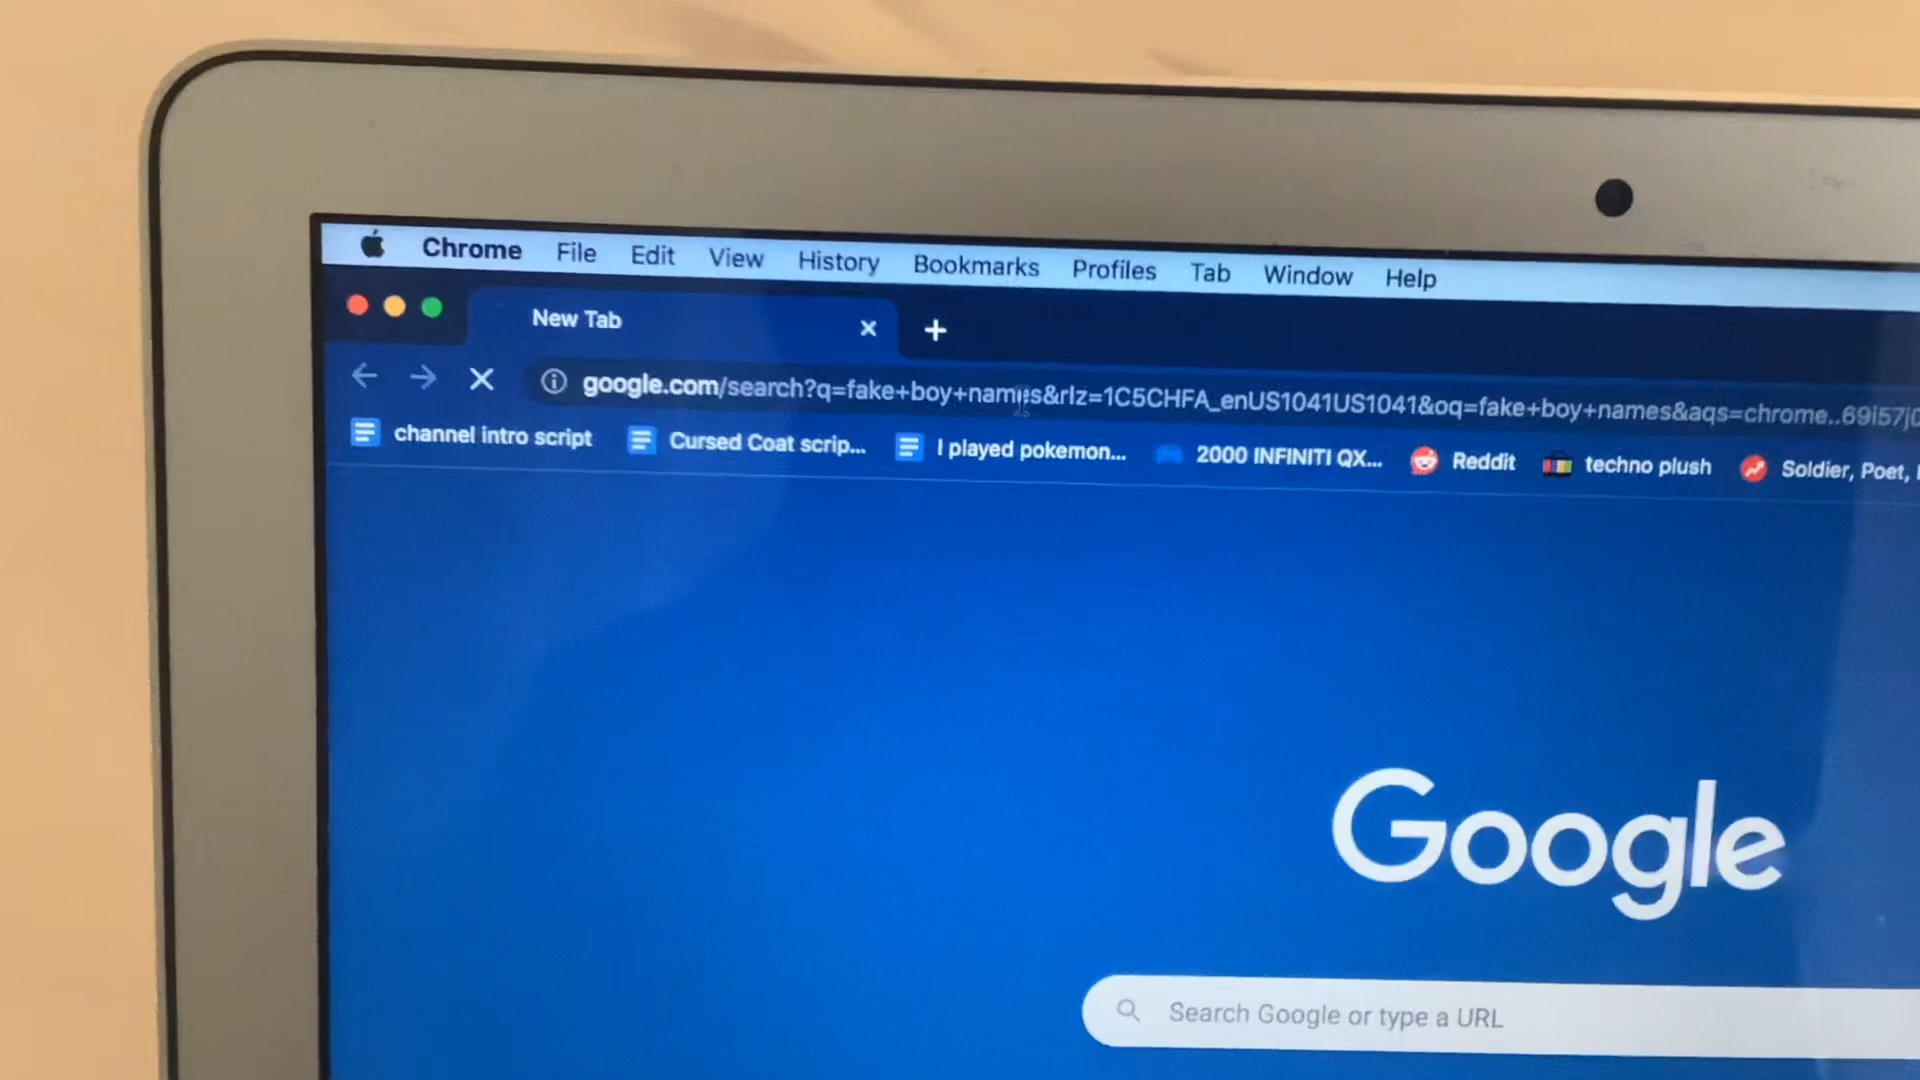 Chrome File Edit View History Bookmarks Profiles Tab Window Help
New Tab
google.com/search?q=fake+boy+names&rlz=1C5CHFA_enUS1041US1041&oq=fake+boy+names&aqs=chrome..69i57j0
channel intro script Cursed Coat scrip... I played pokemon... 2000 INFINITI QX... Reddit techno plush Soldier, Poet,
Google
Search Google or type a URL